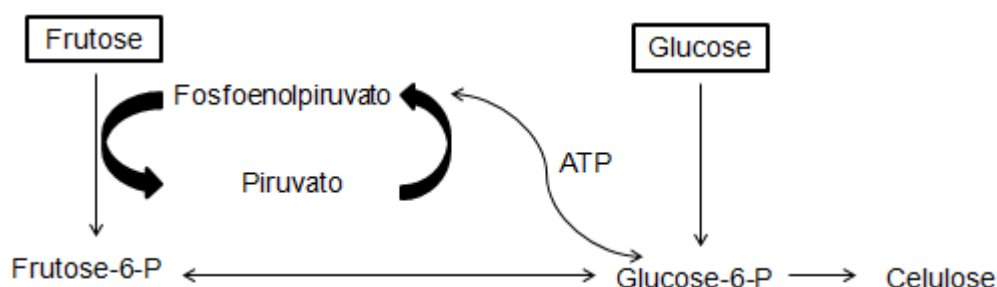 Frutose
Glucose
Fosfoenolpiruvato
ATP
Piruvato
Frutose-6-P
Glucose-6-P
Celulose